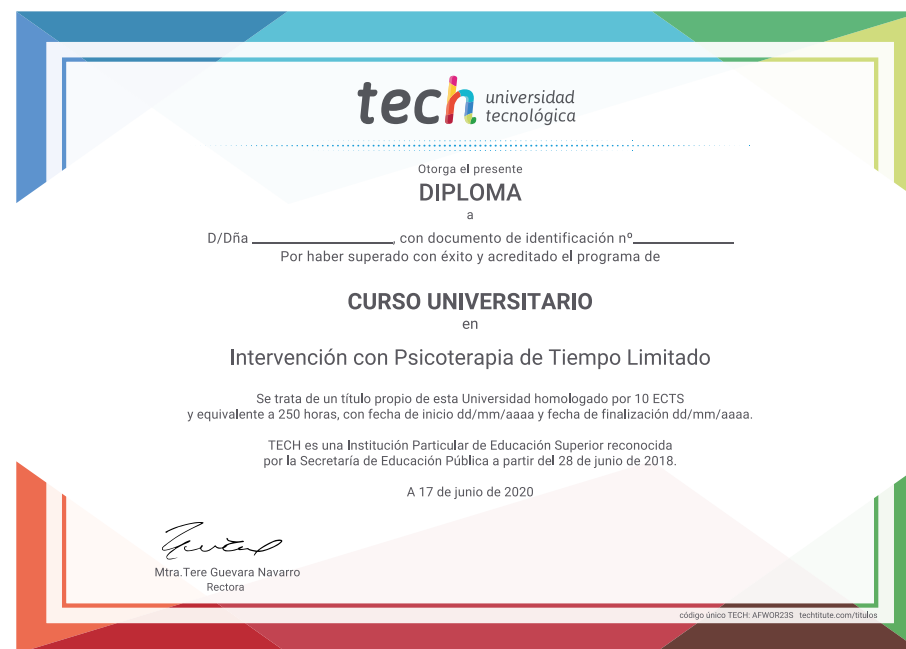 tech universidad
tecnológica
Otorga el presente
DIPLOMA
a
D/Dña ______________, con documento de identificación nº______________
Por haber superado con éxito y acreditado el programa de
CURSO UNIVERSITARIO
en
Intervención con Psicoterapia de Tiempo Limitado
Se trata de un título propio de esta Universidad homologado por 10 ECTS
y equivalente a 250 horas, con fecha de inicio dd/mm/aaaa y fecha de finalización dd/mm/aaaa.
TECH es una Institución Particular de Educación Superior reconocida
por la Secretaría de Educación Pública a partir del 28 de junio de 2018.
A 17 de junio de 2020
Mtra.Tere Guevara Navarro
Rectora
código único TECH: AFWOR23S techtitute.com/titulos